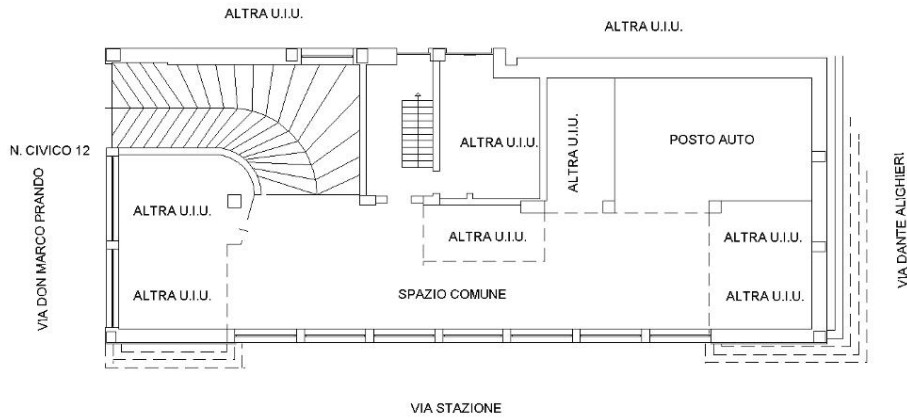 ALTRA U.I.U.
ALTRA U.I.U.
N. CIVICO 12
VIA DON MARCO PRANDO
ALTRA U.I.U.
ALTRA U.I.U.
POSTO AUTO
VIA DANTE ALIGHIERI
ALTRA U.I.U.
ALTRA U.I.U.
ALTRA U.I.U.
ALTRA U.I.U.
SPAZIO COMUNE
ALTRA U.I.U.
ALTRA U.I.U.
VIA STAZIONE